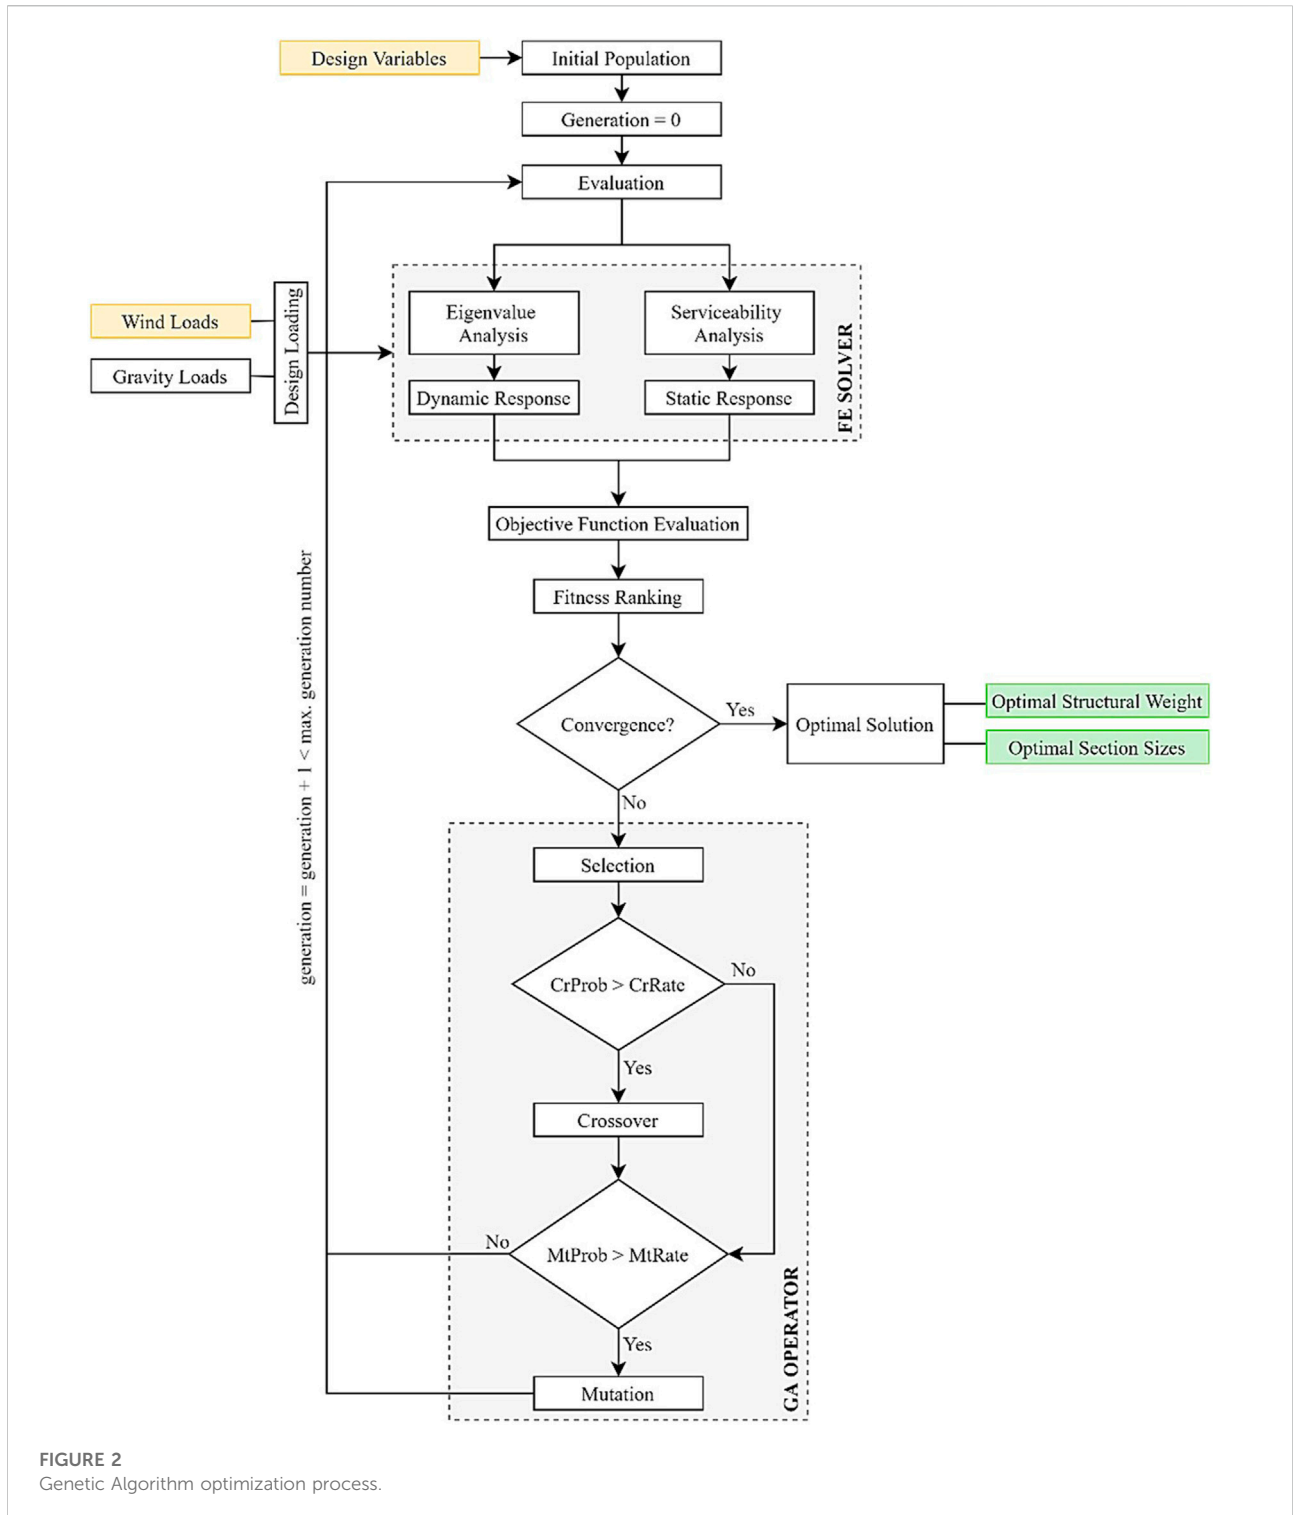 Design Variables
Initial Population
Generation = 0
Evaluation
Wind Loads
Gravity Loads
Design Loading
Eigenvalue
Analysis
Serviceability
Analysis
Dynamic Response
Static Response
FE SOLVER
Objective Function Evaluation
Fitness Ranking
generation = generation + 1 < max. generation number
Convergence?
Yes
Optimal Solution
Optimal Structural Weight
Optimal Section Sizes
No
Selection
CrProb > CrRate
No
Yes
Crossover
MtProb > MtRate
No
Yes
Mutation
GA OPERATOR
FIGURE 2
Genetic Algorithm optimization process.